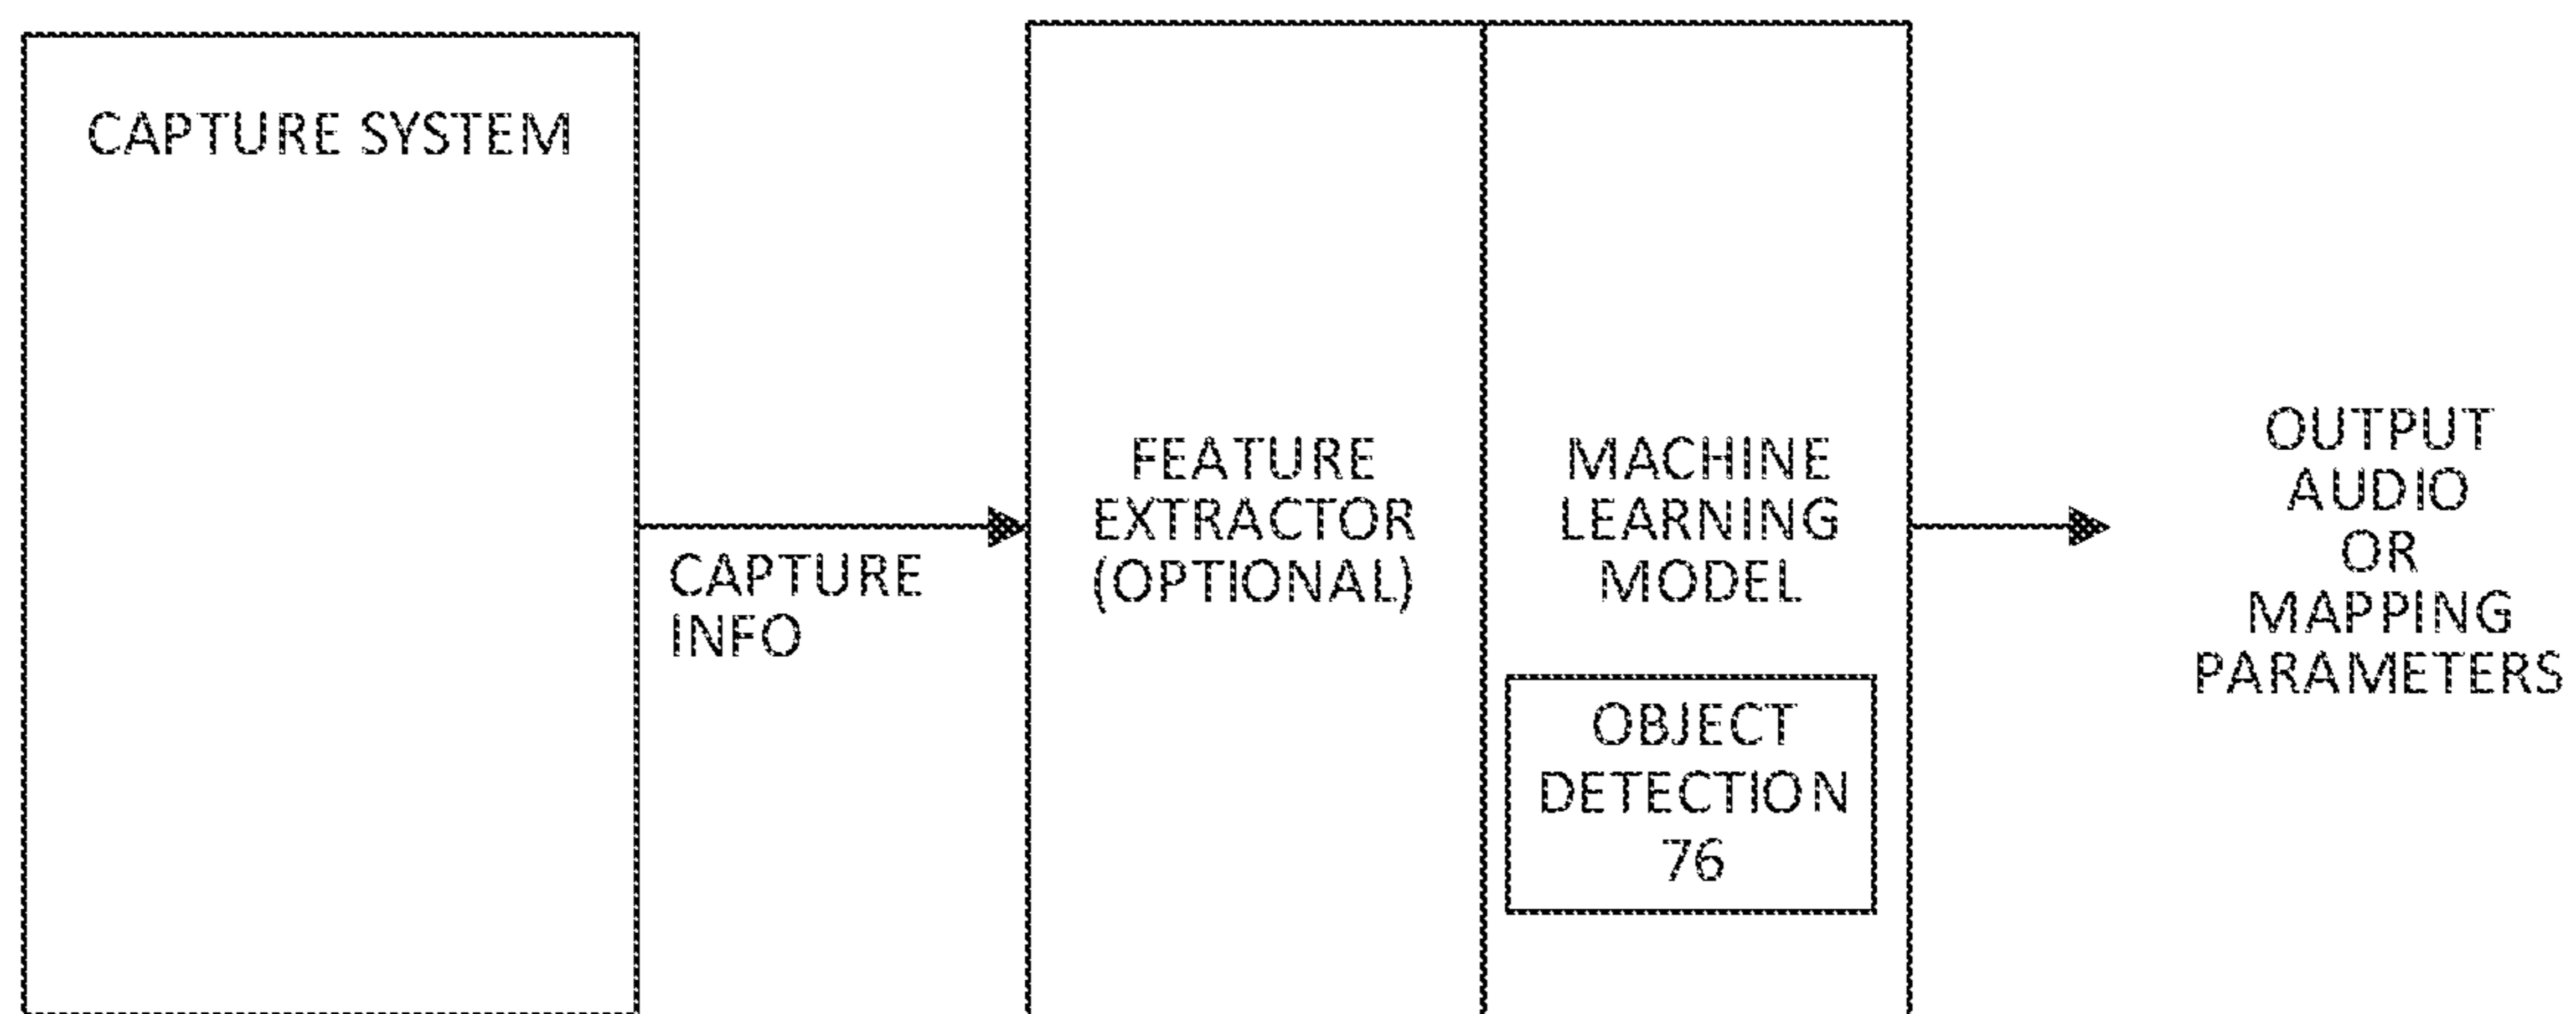 CAPTURE SYSTEM
CAPTURE
INFO
FEATURE
EXTRACTOR
(OPTIONAL)
MACHINE
LEARNING
MODEL
OBJECT
DETECTION
76
OUTPUT
AUDIO
OR
MAPPING
PARAMETERS